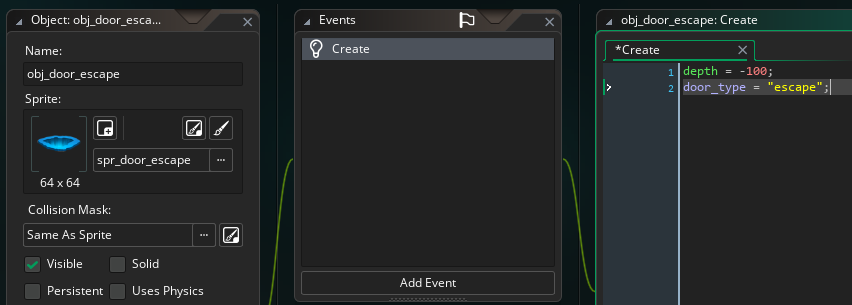 Object: obj_door_esca...
Name:
obj_door_escape
Sprite:
spr_door_escape
...
64 x 64
Collision Mask:
Same As Sprite
...
Visible
Solid
Persistent
Uses Physics
Events
Create
Add Event
obj_door_escape: Create
*Create
1 depth = -100;
2 door_type = "escape";